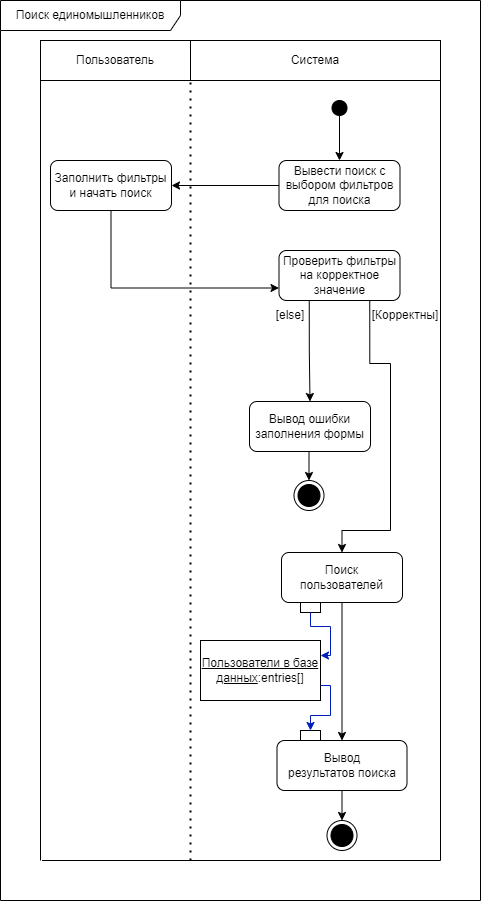 Поиск единомышленников
Пользователь
Система
Вывести поиск с
выбором фильтров
для поиска
Заполнить фильтры
и начать поиск
Проверить фильтры
на корректное
значение
[else]
[Корректны]
Вывод ошибки
заполнения формы
Поиск
пользователей
Пользователи в базе
данных:entries[]
Вывод
результатов поиска